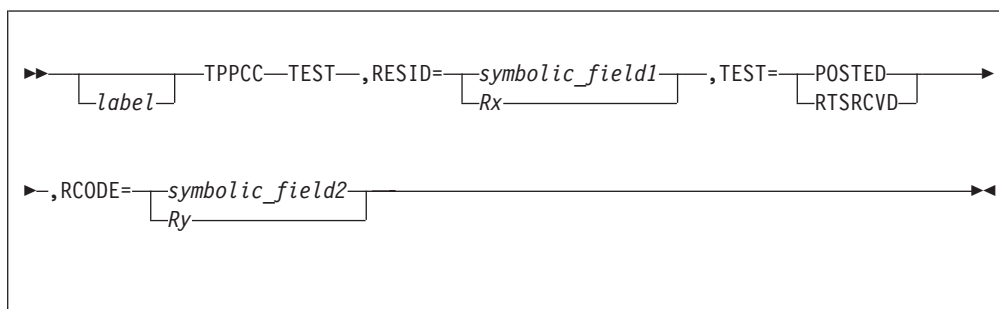 TPPCC TEST ,RESID= symbolic_field1 ,TEST= POSTED
label Rx RTSRCVD
,RCODE= symbolic_field2
Ry